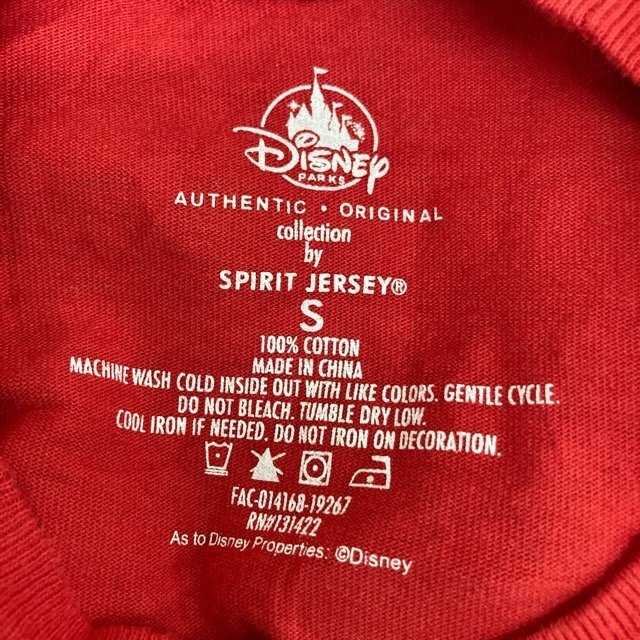 Disney
PARKS
AUTHENTIC • ORIGINAL
collection
by
SPIRIT JERSEY®
S
100% COTTON
MADE IN CHINA
MACHINE WASH COLD INSIDE OUT WITH LIKE COLORS. GENTLE CYCLE.
DO NOT BLEACH. TUMBLE DRY LOW.
COOL IRON IF NEEDED. DO NOT IRON ON DECORATION.
FAC-014168-19267
RN#131422
As to Disney Properties: ©Disney